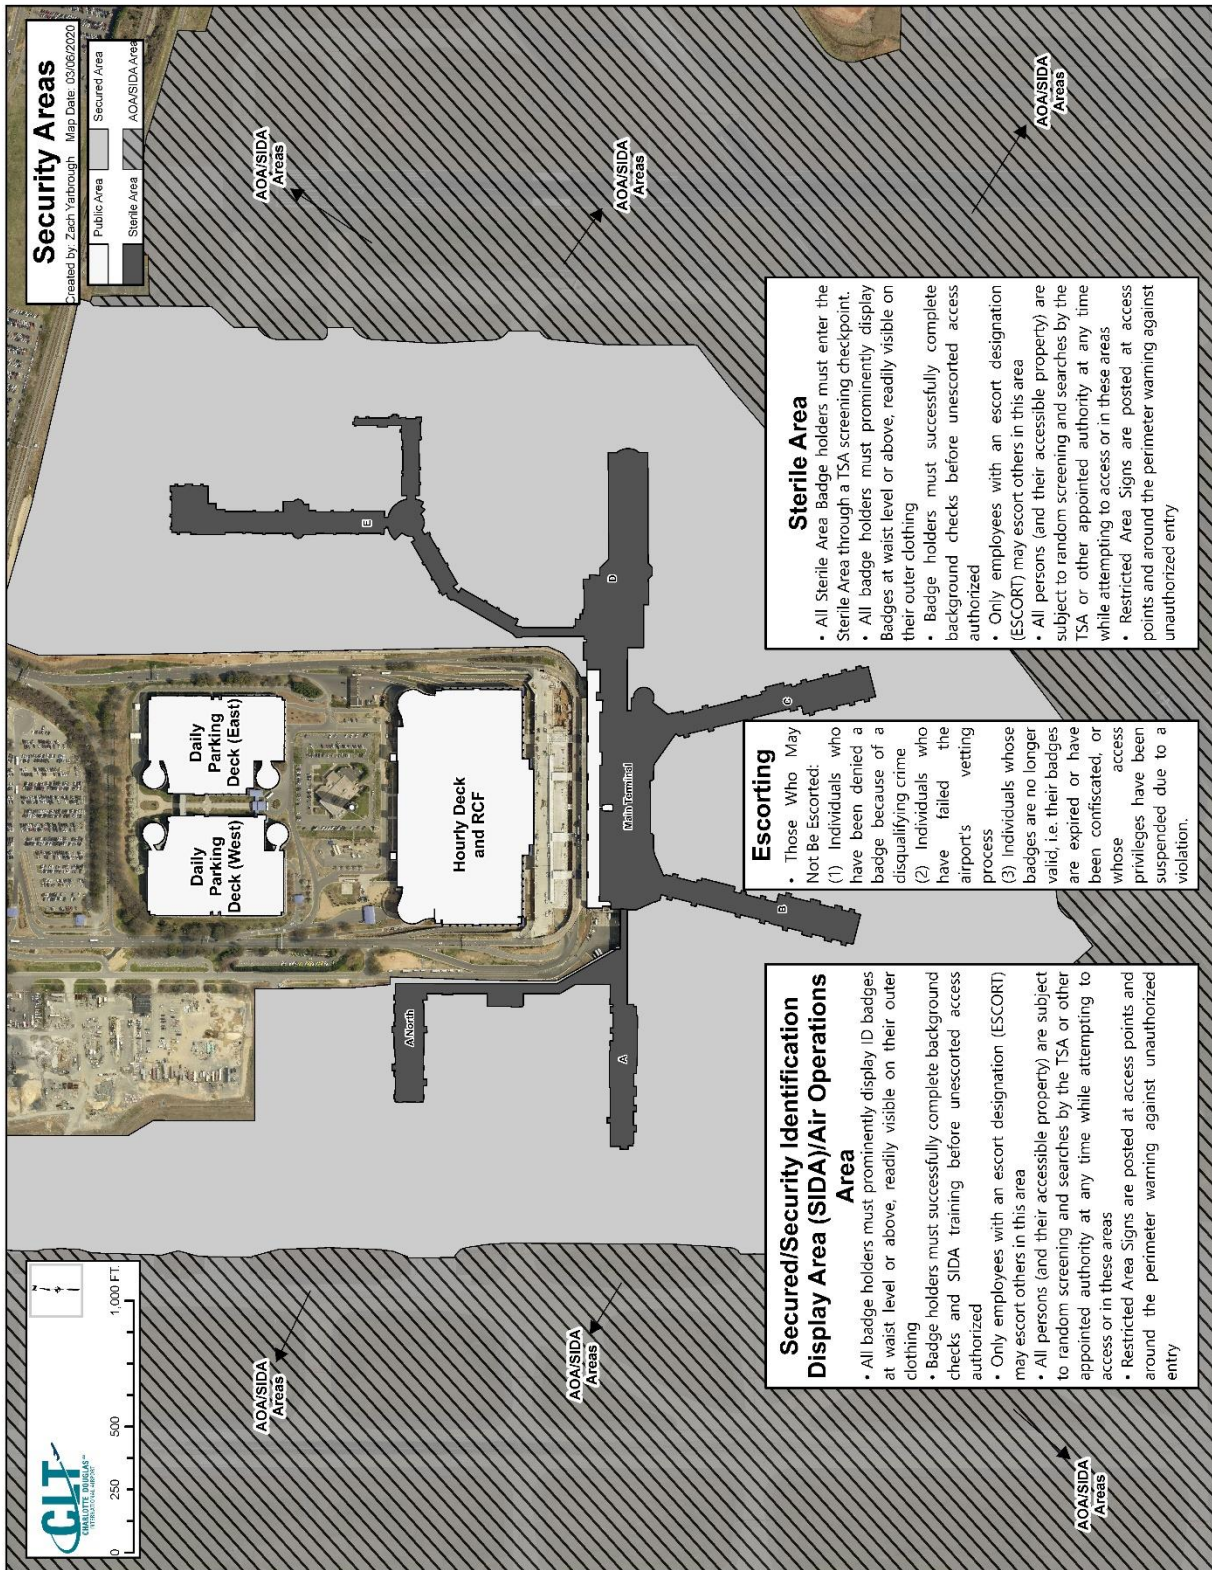 CLT
CHARLOTTE DOUGLAS℠
INTERNATIONAL AIRPORT
0 250 500 1,000 FT.
N
Security Areas
Created by: Zach Yarbrough Map Date: 03/06/2020
Public Area
Secured Area
Sterile Area
AOA/SIDA Area
AOA/SIDA
Areas
AOA/SIDA
Areas
AOA/SIDA
Areas
Daily
Parking
Deck (West)
Daily
Parking
Deck (East)
Hourly Deck
and RCF
A North
A
B
Main Terminal
C
D
E
AOA/SIDA
Areas
AOA/SIDA
Areas
AOA/SIDA
Areas
Secured/Security Identification
Display Area (SIDA)/Air Operations
Area
• All badge holders must prominently display ID badges
at waist level or above, readily visible on their outer
clothing
• Badge holders must successfully complete background
checks and SIDA training before unescorted access
authorized
• Only employees with an escort designation (ESCORT)
may escort others in this area
• All persons (and their accessible property) are subject
to random screening and searches by the TSA or other
appointed authority at any time while attempting to
access or in these areas
• Restricted Area Signs are posted at access points and
around the perimeter warning against unauthorized
entry
Escorting
• Those Who May
Not Be Escorted:
(1) Individuals who
have been denied a
badge because of a
disqualifying crime
(2) Individuals who
have failed the
airport's vetting
process
(3) Individuals whose
badges are no longer
valid, i.e. their badges
are expired or have
been confiscated, or
whose access
privileges have been
suspended due to a
violation.
Sterile Area
• All Sterile Area Badge holders must enter the
Sterile Area through a TSA screening checkpoint.
• All badge holders must prominently display
Badges at waist level or above, readily visible on
their outer clothing
• Badge holders must successfully complete
background checks before unescorted access
authorized
• Only employees with an escort designation
(ESCORT) may escort others in this area
• All persons (and their accessible property) are
subject to random screening and searches by the
TSA or other appointed authority at any time
while attempting to access or in these areas
• Restricted Area Signs are posted at access
points and around the perimeter warning against
unauthorized entry